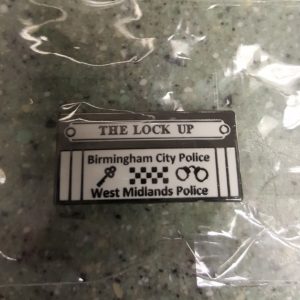 THE LOCK UP
Birmingham City Police
West Midlands Police